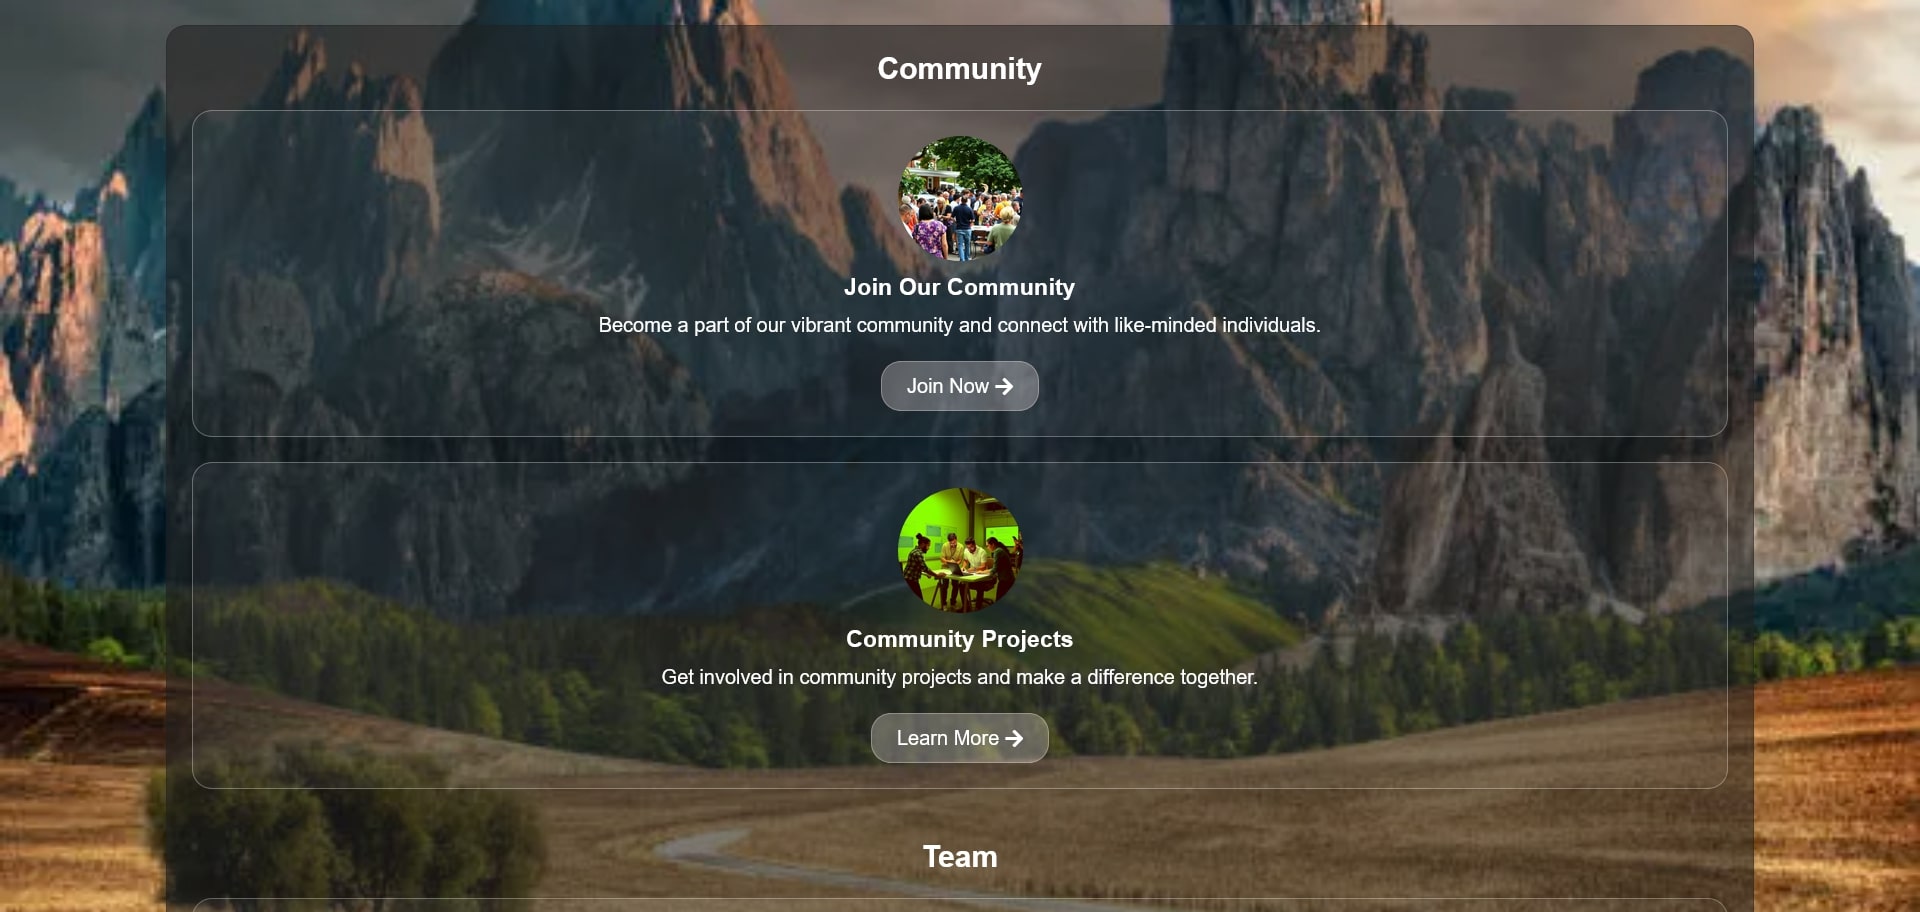 Community
Join Our Community
Become a part of our vibrant community and connect with like-minded individuals.
Join Now
Community Projects
Get involved in community projects and make a difference together.
Learn More
Team